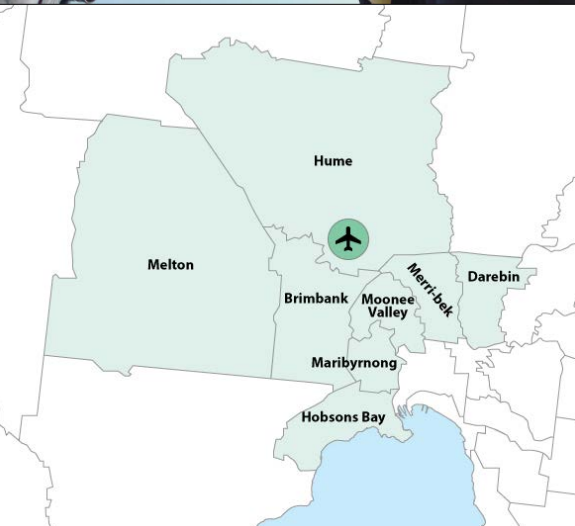 Hume
Melton
Brimbank
Moonee
Valley
Merri-bek
Darebin
Maribyrnong
Hobsons Bay